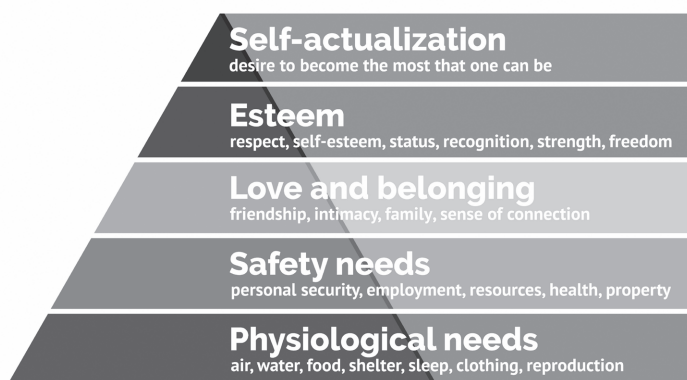 Self-actualization
desire to become the most that one can be
Esteem
respect, self-esteem, status, recognition, strength, freedom
Love and belonging
friendship, intimacy, family, sense of connection
Safety needs
personal security, employment, resources, health, property
Physiological needs
air, water, food, shelter, sleep, clothing, reproduction